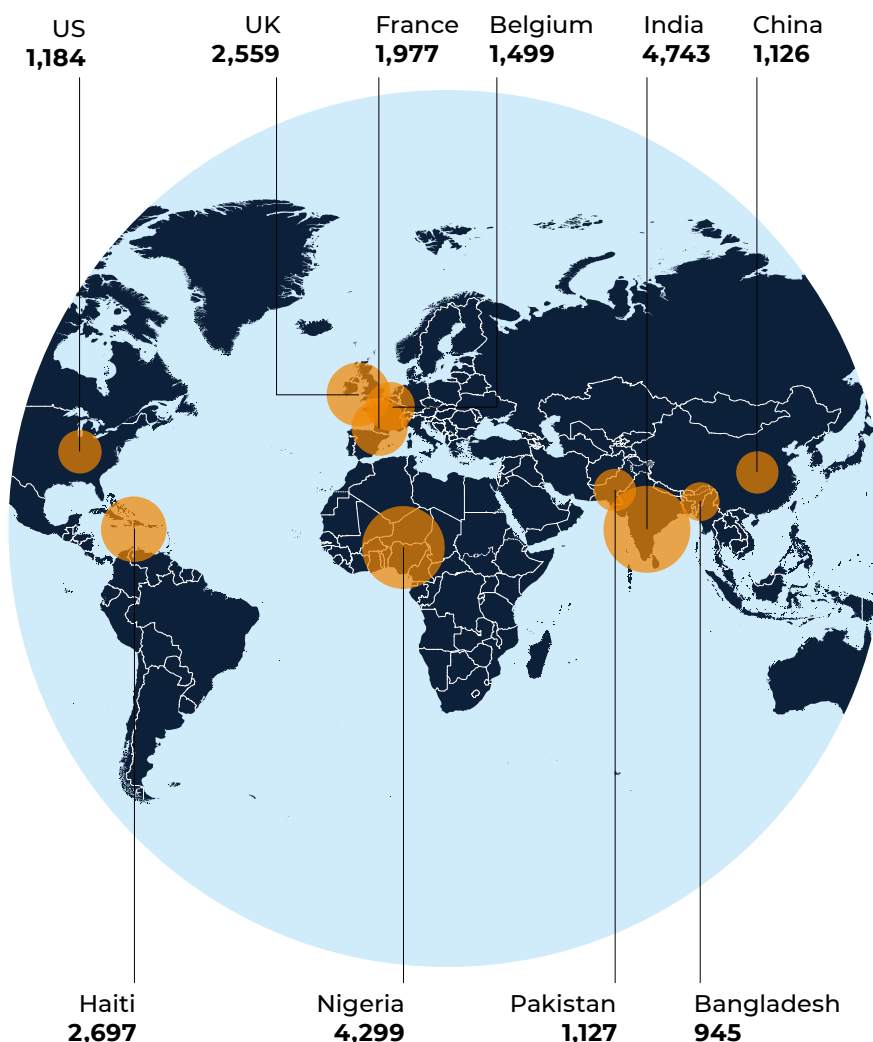 US
1,184
UK
2,559
France
1,977
Belgium
1,499
India
4,743
China
1,126
Haiti
2,697
Nigeria
4,299
Pakistan
1,127
Bangladesh
945